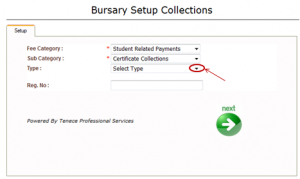 Bursary Setup Collections
Setup
Fee Category : * Student Related Payments
Sub Category : * Certificate Collections
Type : Select Type
Reg. No :
next
Powered By Tenece Professional Services